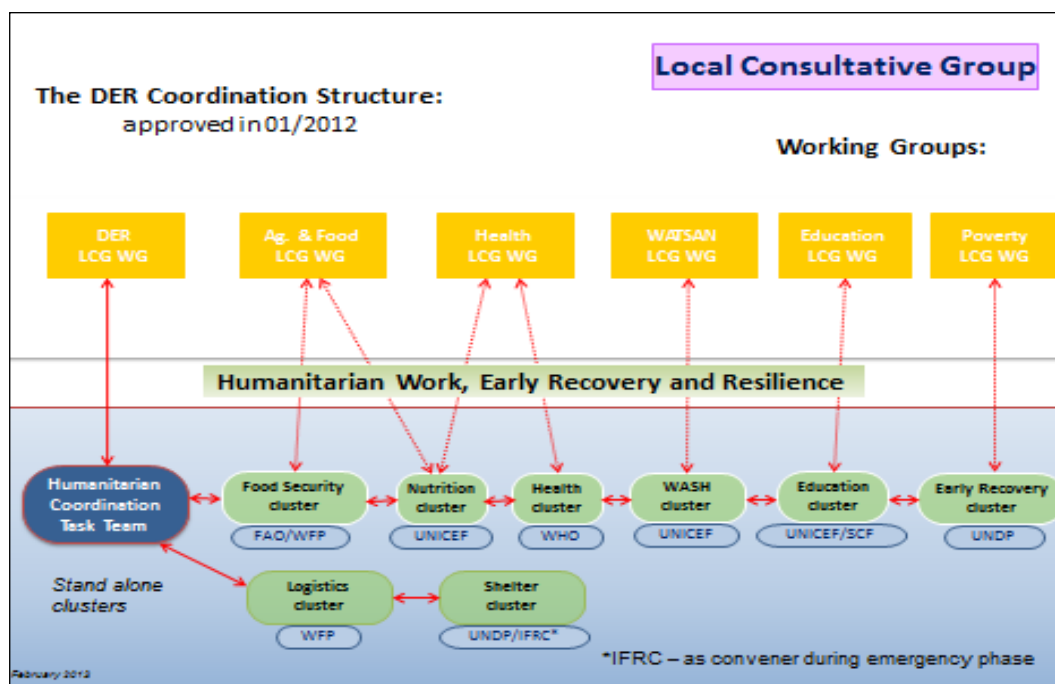 Local Consultative Group
The DER Coordination Structure:
approved in 01/2012
Working Groups:
DER
LCG WG
Ag. & Food
LCG WG
Health
LCG WG
WATSAN
LCG WG
Education
LCG WG
Poverty
LCG WG
Humanitarian Work, Early Recovery and Resilience
Humanitarian
Coordination
Task Team
Food Security
cluster
FAO/WFP
Nutrition
cluster
UNICEF
Health
cluster
WHO
WASH
cluster
UNICEF
Education
cluster
UNICEF/SCF
Early Recovery
cluster
UNDP
Stand alone
clusters
Logistics
cluster
WFP
Shelter
cluster
UNDP/IFRC*
*IFRC – as convener during emergency phase
February 2013